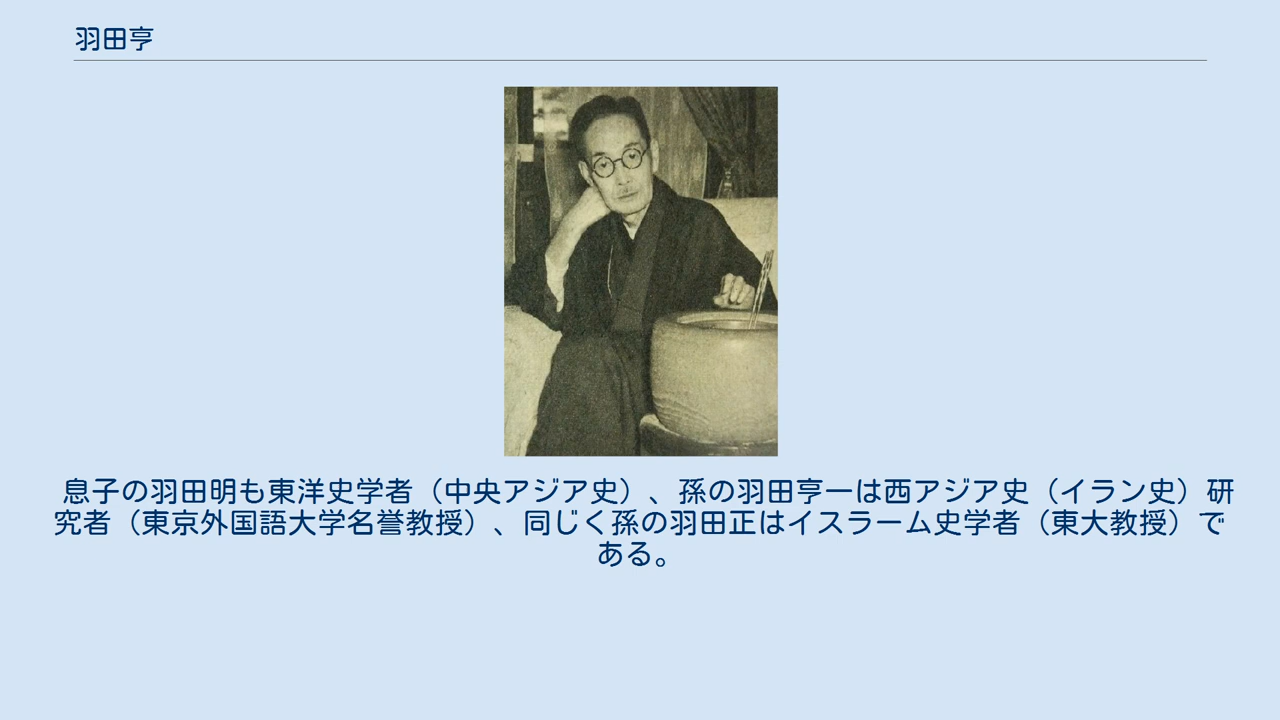 羽田亨
息子の羽田明も東洋史学者（中央アジア史）、孫の羽田亨一は西アジア史（イラン史）研
究者（東京外国語大学名誉教授）、同じく孫の羽田正はイスラーム史学者（東大教授）で
ある。